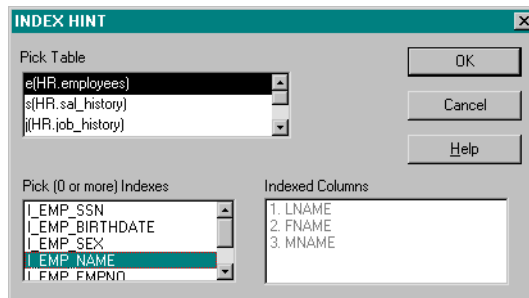 INDEX HINT
Pick Table
e(HR.employees)
s(HR.sal_history)
j(HR.job_history)
OK
Cancel
Help
Pick (0 or more) Indexes
I_EMP_SSN
I_EMP_BIRTHDATE
I_EMP_SEX
I_EMP_NAME
I_EMP_EMPNO
Indexed Columns
1. LNAME
2. FNAME
3. MNAME